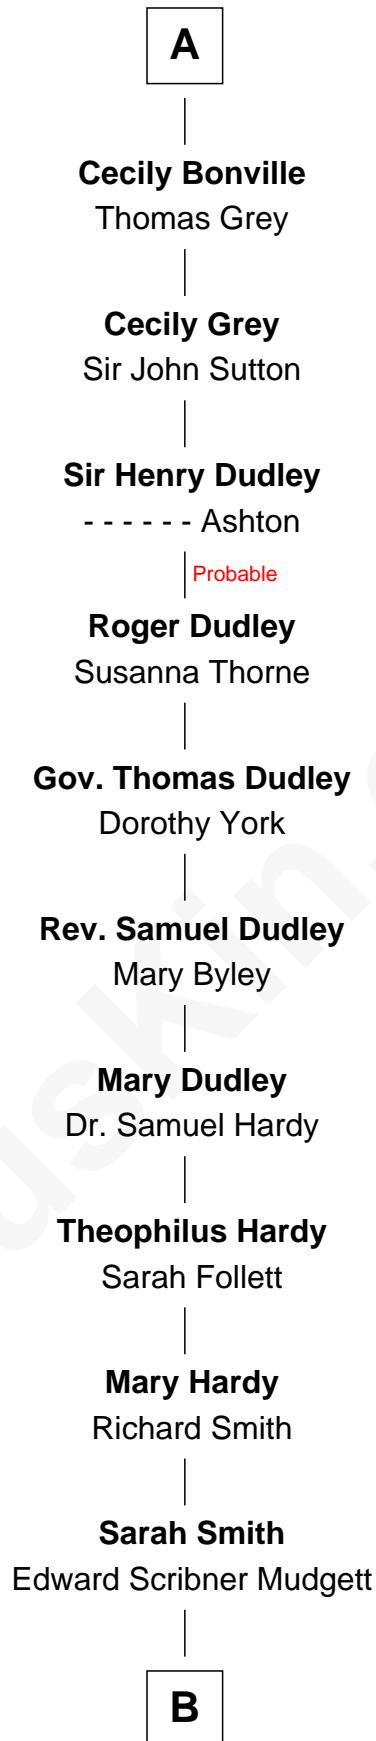 A
Cecily Bonville
Thomas Grey
Cecily Grey
Sir John Sutton
Sir Henry Dudley
- - - - - - Ashton
Probable
Roger Dudley
Susanna Thorne
Gov. Thomas Dudley
Dorothy York
Rev. Samuel Dudley
Mary Byley
Mary Dudley
Dr. Samuel Hardy
Theophilus Hardy
Sarah Follett
Mary Hardy
Richard Smith
Sarah Smith
Edward Scribner Mudgett
B